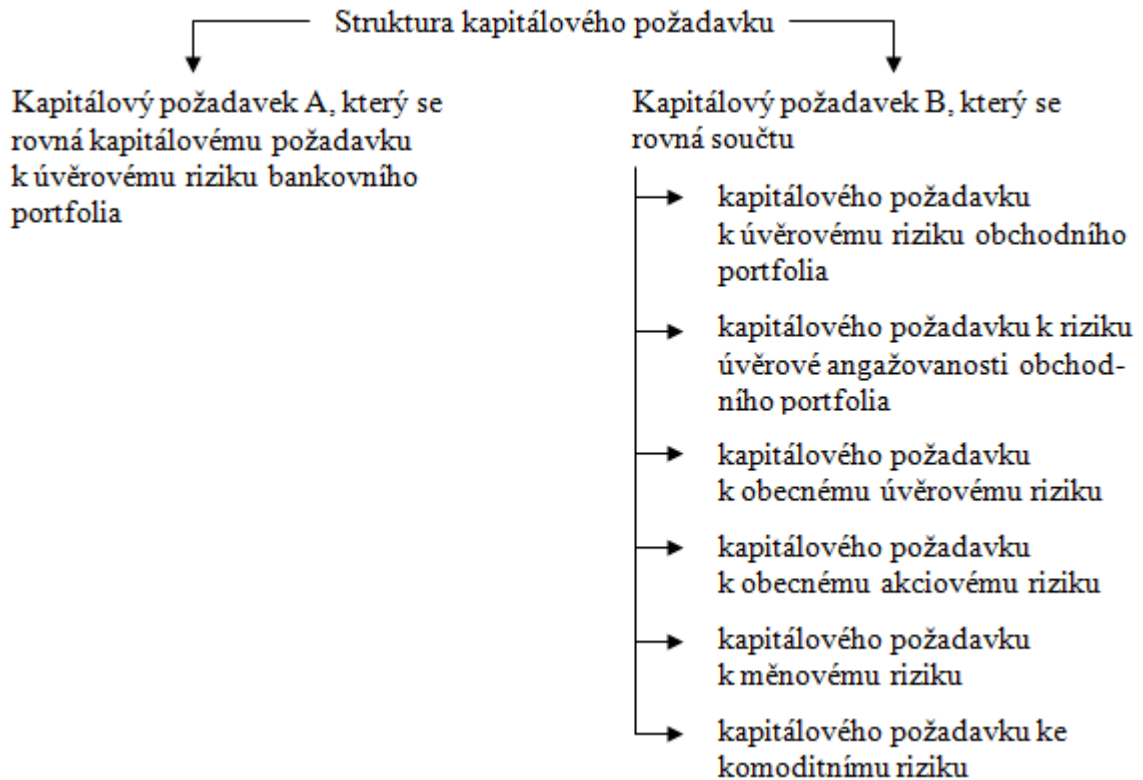 Struktura kapitálového požadavku
Kapitálový požadavek A, který se
rovná kapitálovému požadavku
k úvěrovému riziku bankovního
portfolia
Kapitálový požadavek B, který se
rovná součtu
kapitálového požadavku
k úvěrovému riziku obchodního
portfolia
kapitálového požadavku k riziku
úvěrové angažovanosti obchod-
ního portfolia
kapitálového požadavku
k obecnému úvěrovému riziku
kapitálového požadavku
k obecnému akciovému riziku
kapitálového požadavku
k měnovému riziku
kapitálového požadavku ke
komoditnímu riziku